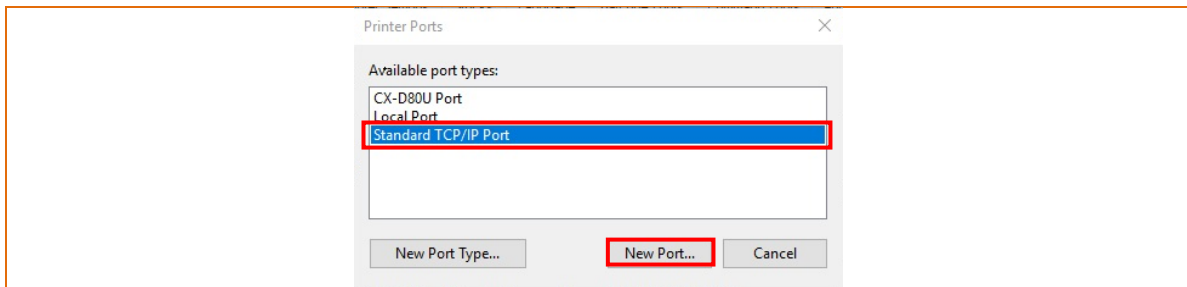 Printer Ports
Available port types:
CX-D80U Port
Local Port
Standard TCP/IP Port
New Port Type...
New Port...
Cancel